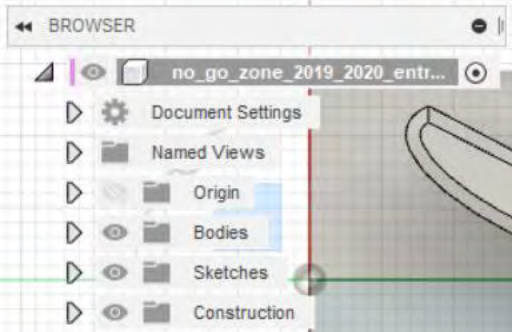 BROWSER
no_go_zone_2019_2020_entr...
Document Settings
Named Views
Origin
Bodies
Sketches
Construction